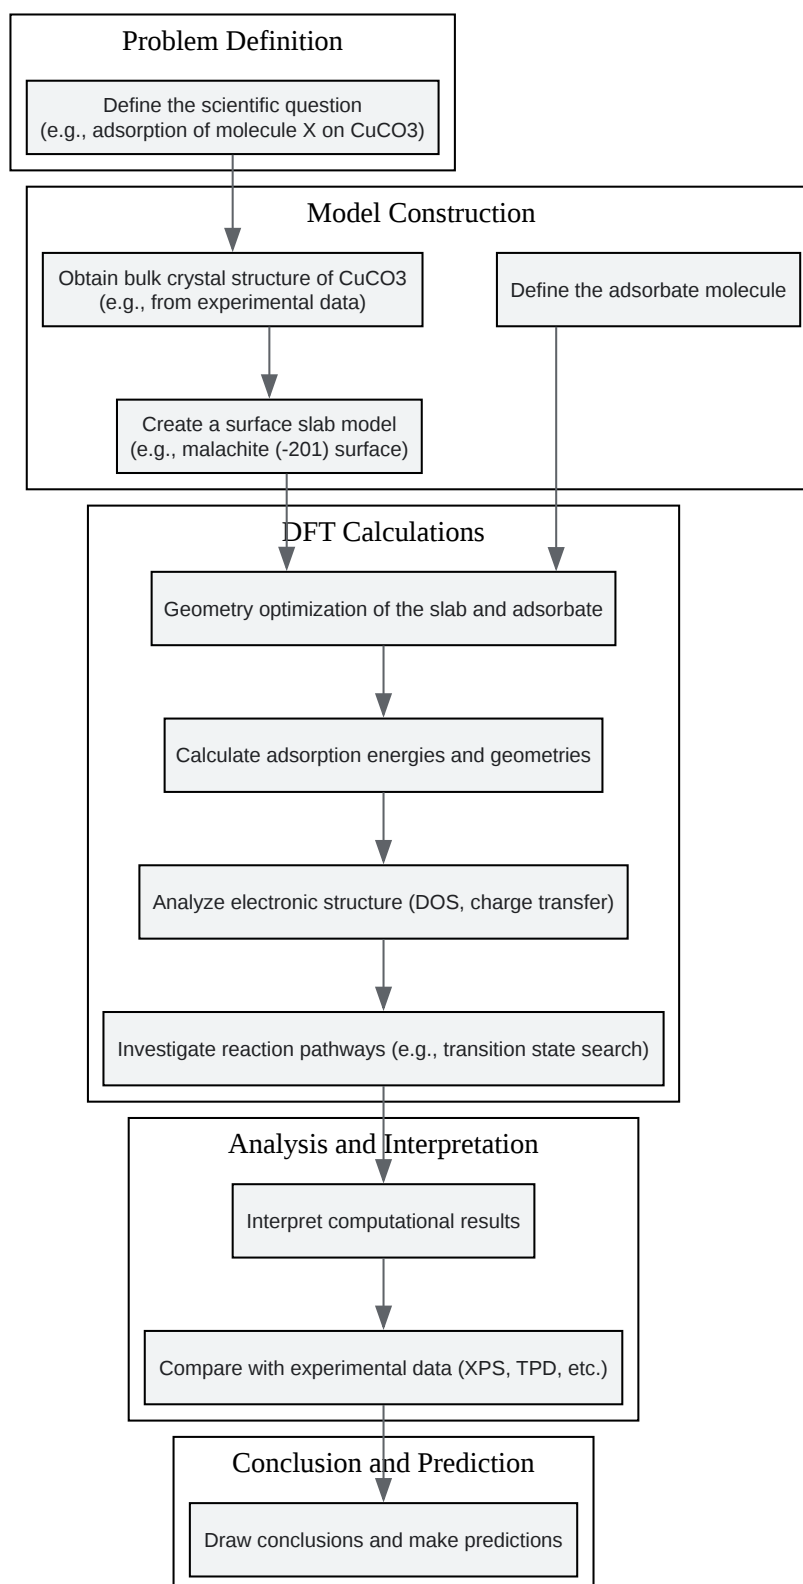 Problem Definition
Define the scientific question
(e.g., adsorption of molecule X on CuCO3)
Model Construction
Obtain bulk crystal structure of CuCO3
(e.g., from experimental data)
Define the adsorbate molecule
Create a surface slab model
(e.g., malachite (-201) surface)
DFT Calculations
Geometry optimization of the slab and adsorbate
Calculate adsorption energies and geometries
Analyze electronic structure (DOS, charge transfer)
Investigate reaction pathways (e.g., transition state search)
Analysis and Interpretation
Interpret computational results
Compare with experimental data (XPS, TPD, etc.)
Conclusion and Prediction
Draw conclusions and make predictions